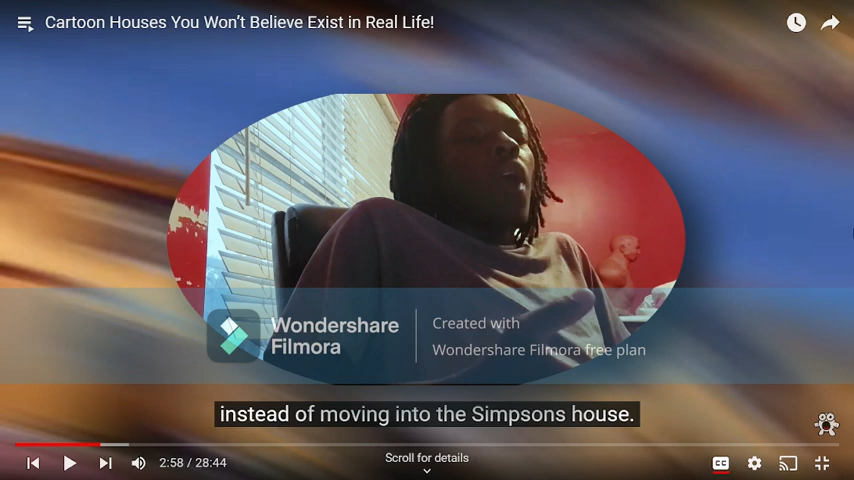 Cartoon Houses You Won’t Believe Exist in Real Life!
Wondershare
Filmora
Created with
Wondershare Filmora free plan
instead of moving into the Simpsons house.
2:58 / 28:44
Scroll for details
CC